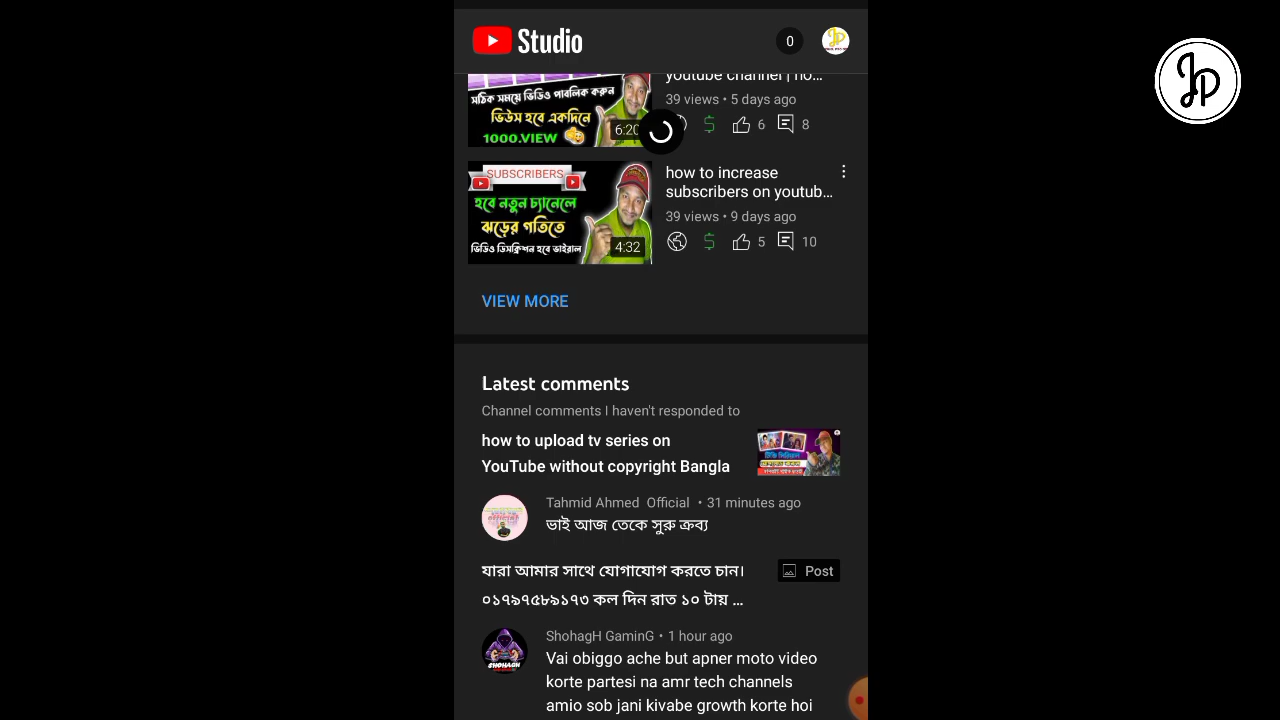 Studio
0
JP
youtube channel | ho...
39 views • 5 days ago
6 8
সঠিক সময়ে ভিডিও পাবলিক করুন
ভিউস হবে একদিনে
1000.VIEW
6:20
how to increase
subscribers on youtub...
39 views • 9 days ago
5 10
SUBSCRIBERS
হবে নতুন চ্যানেলে
ঝড়ের গতিতে
ভিডিও ডিসক্রিপশন হবে ভাইরাল
4:32
VIEW MORE
Latest comments
Channel comments I haven't responded to
how to upload tv series on
YouTube without copyright Bangla
Tahmid Ahmed Official • 31 minutes ago
ভাই আজ তেকে সুরু ক্রব্য
যারা আমার সাথে যোগাযোগ করতে চান।
০১৭৯৭৫৮৯১৭৩ কল দিন রাত ১০ টায় ...
Post
ShohagH GaminG • 1 hour ago
Vai obiggo ache but apner moto video
korte partesi na amr tech channels
amio sob jani kivabe growth korte hoi